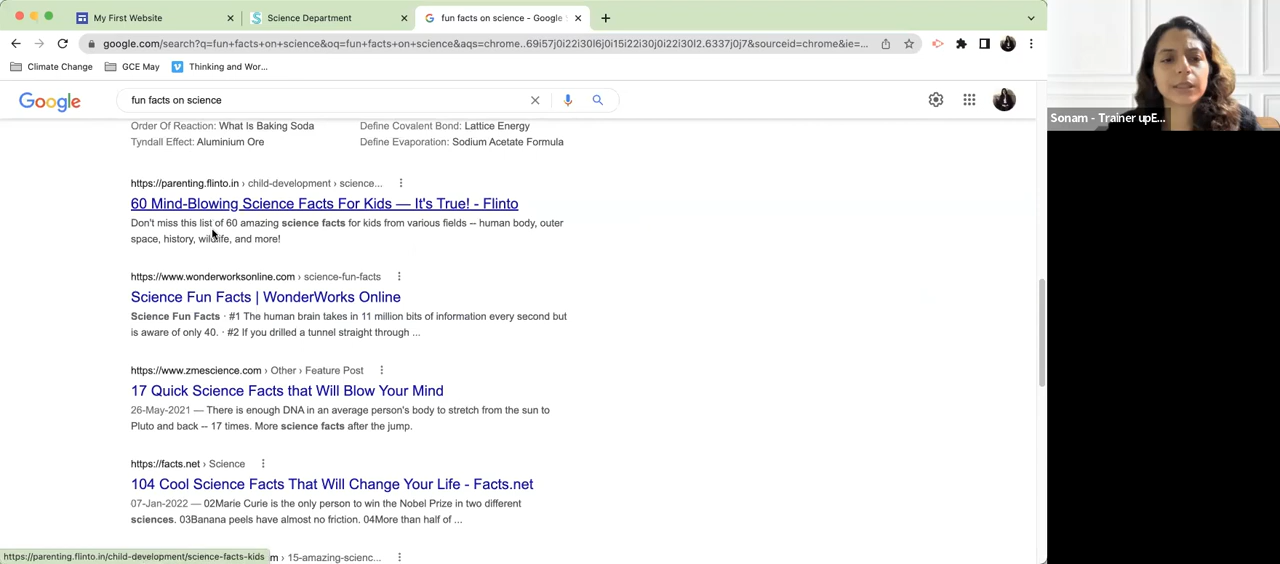 My First Website
Science Department
fun facts on science - Google S
google.com/search?q=fun+facts+on+science&oq=fun+facts+on+science&aqs=chrome..69i57j0i22i30l6j0i15i22i30j0i22i30l2.6337j0j7&sourceid=chrome&ie=...
Climate Change
GCE May
Thinking and Wor...
Google
fun facts on science
Order Of Reaction: What Is Baking Soda
Define Covalent Bond: Lattice Energy
Tyndall Effect: Aluminium Ore
Define Evaporation: Sodium Acetate Formula
https://parenting.flinto.in › child-development › science...
60 Mind-Blowing Science Facts For Kids — It's True! - Flinto
Don't miss this list of 60 amazing science facts for kids from various fields -- human body, outer
space, history, wildlife, and more!
https://www.wonderworksonline.com › science-fun-facts
Science Fun Facts | WonderWorks Online
Science Fun Facts · #1 The human brain takes in 11 million bits of information every second but
is aware of only 40. · #2 If you drilled a tunnel straight through ...
https://www.zmescience.com › Other › Feature Post
17 Quick Science Facts that Will Blow Your Mind
26-May-2021 — There is enough DNA in an average person's body to stretch from the sun to
Pluto and back -- 17 times. More science facts after the jump.
https://facts.net › Science
104 Cool Science Facts That Will Change Your Life - Facts.net
07-Jan-2022 — 02Marie Curie is the only person to win the Nobel Prize in two different
sciences. 03Banana peels have almost no friction. 04More than half of ...
m › 15-amazing-scienc...
https://parenting.flinto.in/child-development/science-facts-kids
Sonam - Trainer upE...